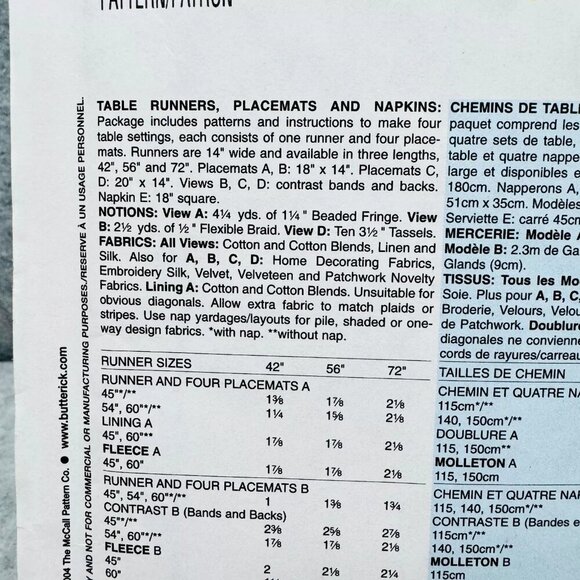 PATTERN/PATRON
TABLE RUNNERS, PLACEMATS AND NAPKINS:
Package includes patterns and instructions to make four
table settings, each consists of one runner and four place-
mats. Runners are 14" wide and available in three lengths,
42", 56" and 72". Placemats A, B: 18" x 14". Placemats C,
D: 20" x 14". Views B, C, D: contrast bands and backs.
Napkin E: 18" square.
NOTIONS: View A: 4¼ yds. of 1¼" Beaded Fringe. View
B: 2½ yds. of ½" Flexible Braid. View D: Ten 3½" Tassels.
FABRICS: All Views: Cotton and Cotton Blends, Linen and
Silk. Also for A, B, C, D: Home Decorating Fabrics,
Embroidery Silk, Velvet, Velveteen and Patchwork Novelty
Fabrics. Lining A: Cotton and Cotton Blends. Unsuitable for
obvious diagonals. Allow extra fabric to match plaids or
stripes. Use nap yardages/layouts for pile, shaded or one-
way design fabrics. *with nap. **without nap.
RUNNER SIZES 42" 56" 72"
RUNNER AND FOUR PLACEMATS A
45"*/** 1⅜ 1⅞ 2⅛
54", 60"*/** 1¼ 1⅝ 2⅛
LINING A
45", 60"** 1⅞ 1⅞ 2⅛
FLEECE A
45", 60" 1⅞ 1⅞ 2⅛
RUNNER AND FOUR PLACEMATS B
45", 54", 60"*/** 1 1⅜ 1¾
CONTRAST B (Bands and Backs)
45"*/** 2⅜ 2⅝ 2⅞
54", 60"*/** 1⅞ 1⅞ 2⅛
FLEECE B
45" 2 2⅛ 2¼
60"
CHEMINS DE TABLE
paquet comprend les
quatre sets de table,
table et quatre nappe
large et disponibles e
180cm. Napperons A,
51cm x 35cm. Modèles
Serviette E: carré 45cm
MERCERIE: Modèle A
Modèle B: 2.3m de Ga
Glands (9cm).
TISSUS: Tous les Mo
Soie. Plus pour A, B, C,
Broderie, Velours, Velou
de Patchwork. Doublure
diagonales ne convienne
cords de rayures/carreau
TAILLES DE CHEMIN
CHEMIN ET QUATRE NA
115cm*/**
140, 150cm*/**
DOUBLURE A
115, 150cm**
MOLLETON A
115, 150cm
CHEMIN ET QUATRE NAP
115, 140, 150cm*/**
CONTRASTE B (Bandes e
115cm*/**
140, 150cm*/**
MOLLETON B
115cm
004 The McCall Pattern Co. ● www.butterick.com
Y AND NOT FOR COMMERCIAL OR MANUFACTURING PURPOSES/RÉSERVÉ À UN USAGE PERSONNEL.